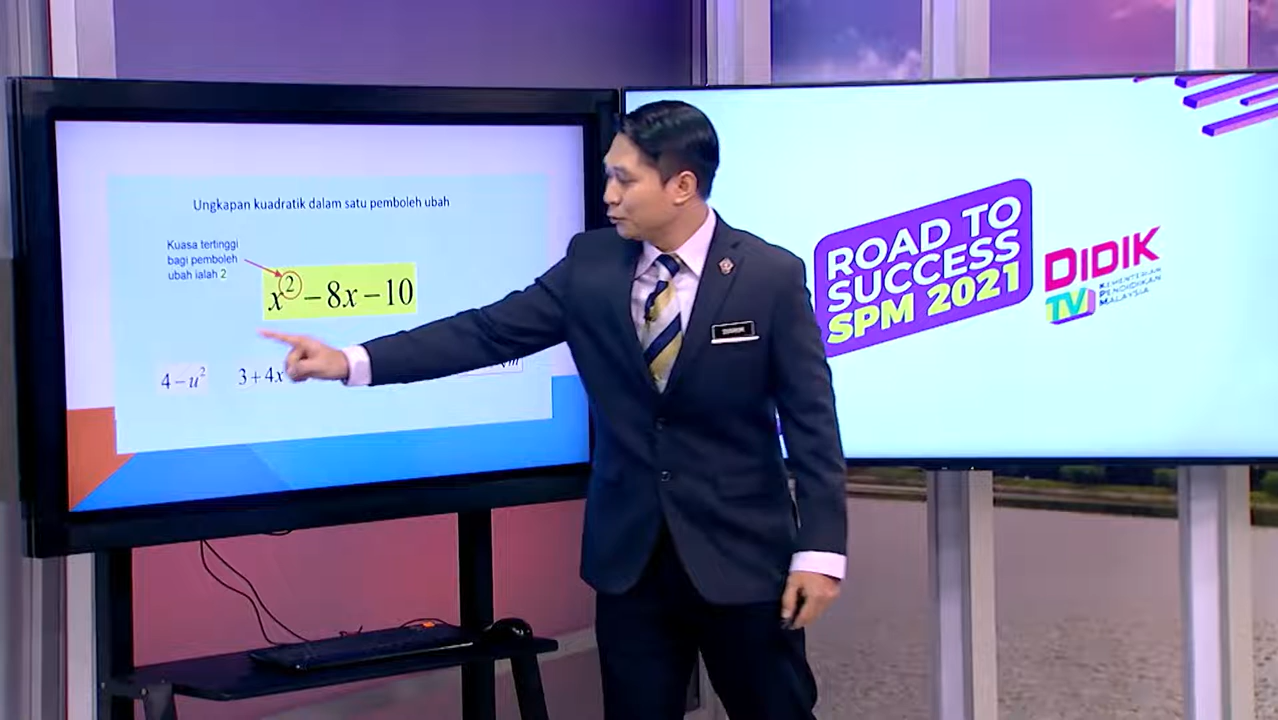 Ungkapan kuadratik dalam satu pemboleh ubah
Kuasa tertinggi
bagi pemboleh
ubah ialah 2
x² – 8x – 10
4 – u²
3 + 4x
ROAD TO
SUCCESS
SPM 2021
DIDIK
TV
KEMENTERIAN
PENDIDIKAN
MALAYSIA